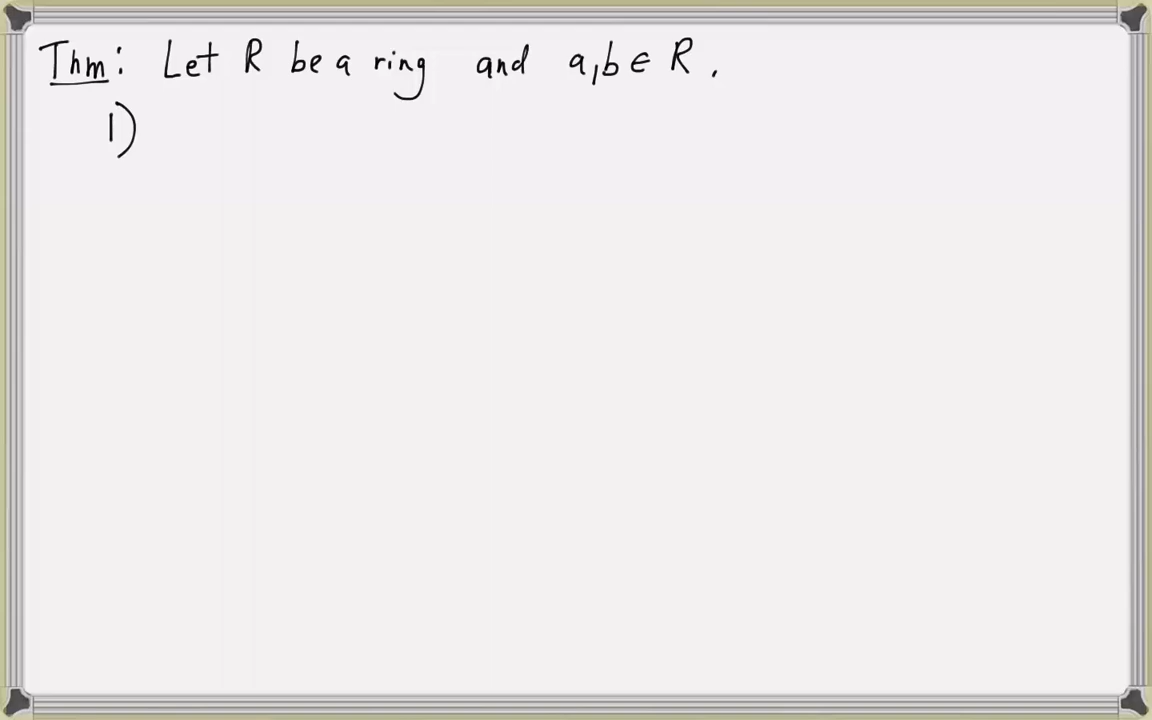 Thm: Let R be a ring and a,b ∈ R.
1)